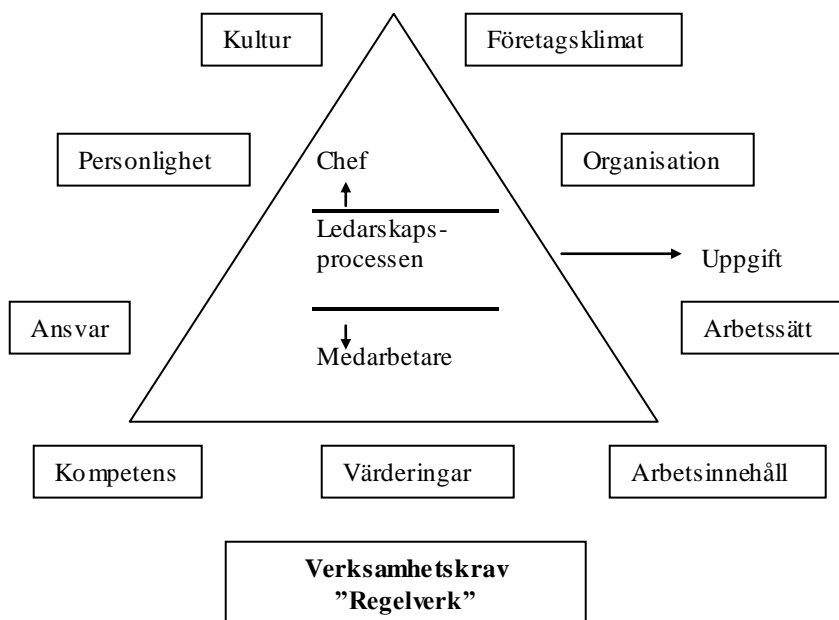 Kultur
Företagsklimat
Personlighet
Chef
Organisation
Ledarskaps-
processen
Uppgift
Ansvar
Arbetssätt
Medarbetare
Kompetens
Värderingar
Arbetsinnehåll
Verksamhetskrav
”Regelverk”